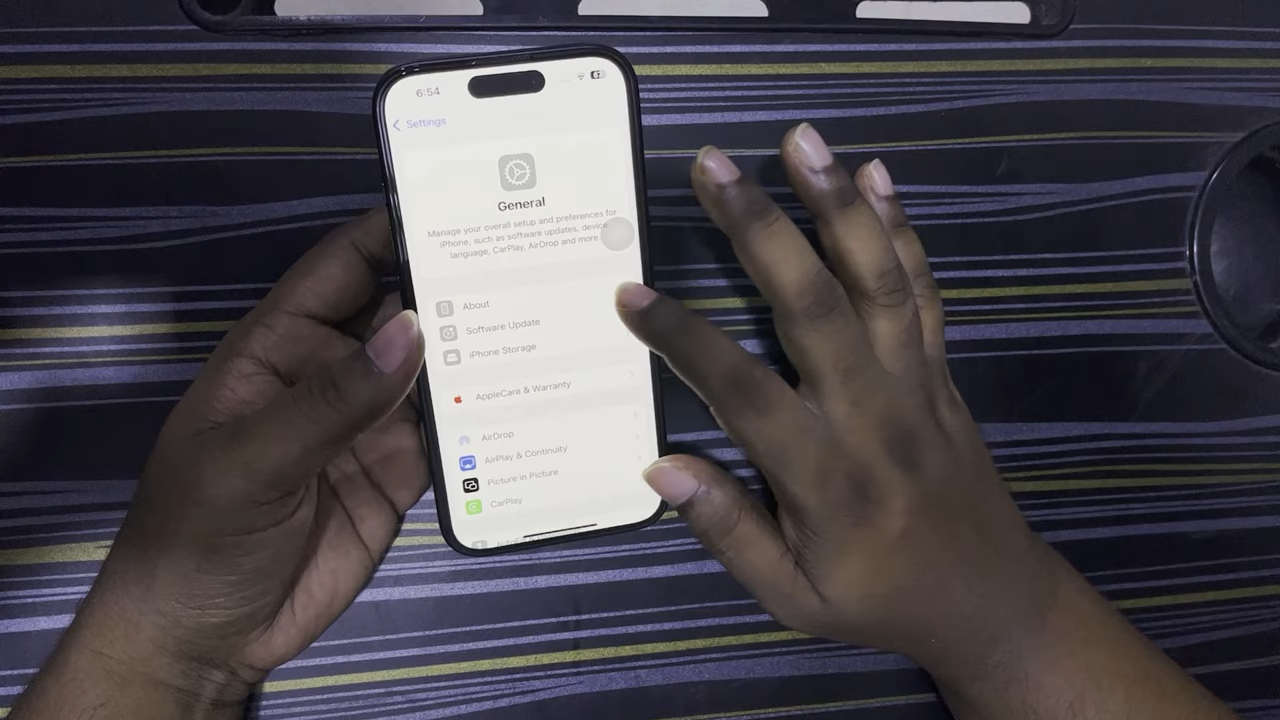 6:54
67
Settings
General
Manage your overall setup and preferences for
iPhone, such as software updates, device
language, CarPlay, AirDrop and more.
About
Software Update
iPhone Storage
AppleCare & Warranty
AirDrop
AirPlay & Continuity
Picture in Picture
CarPlay